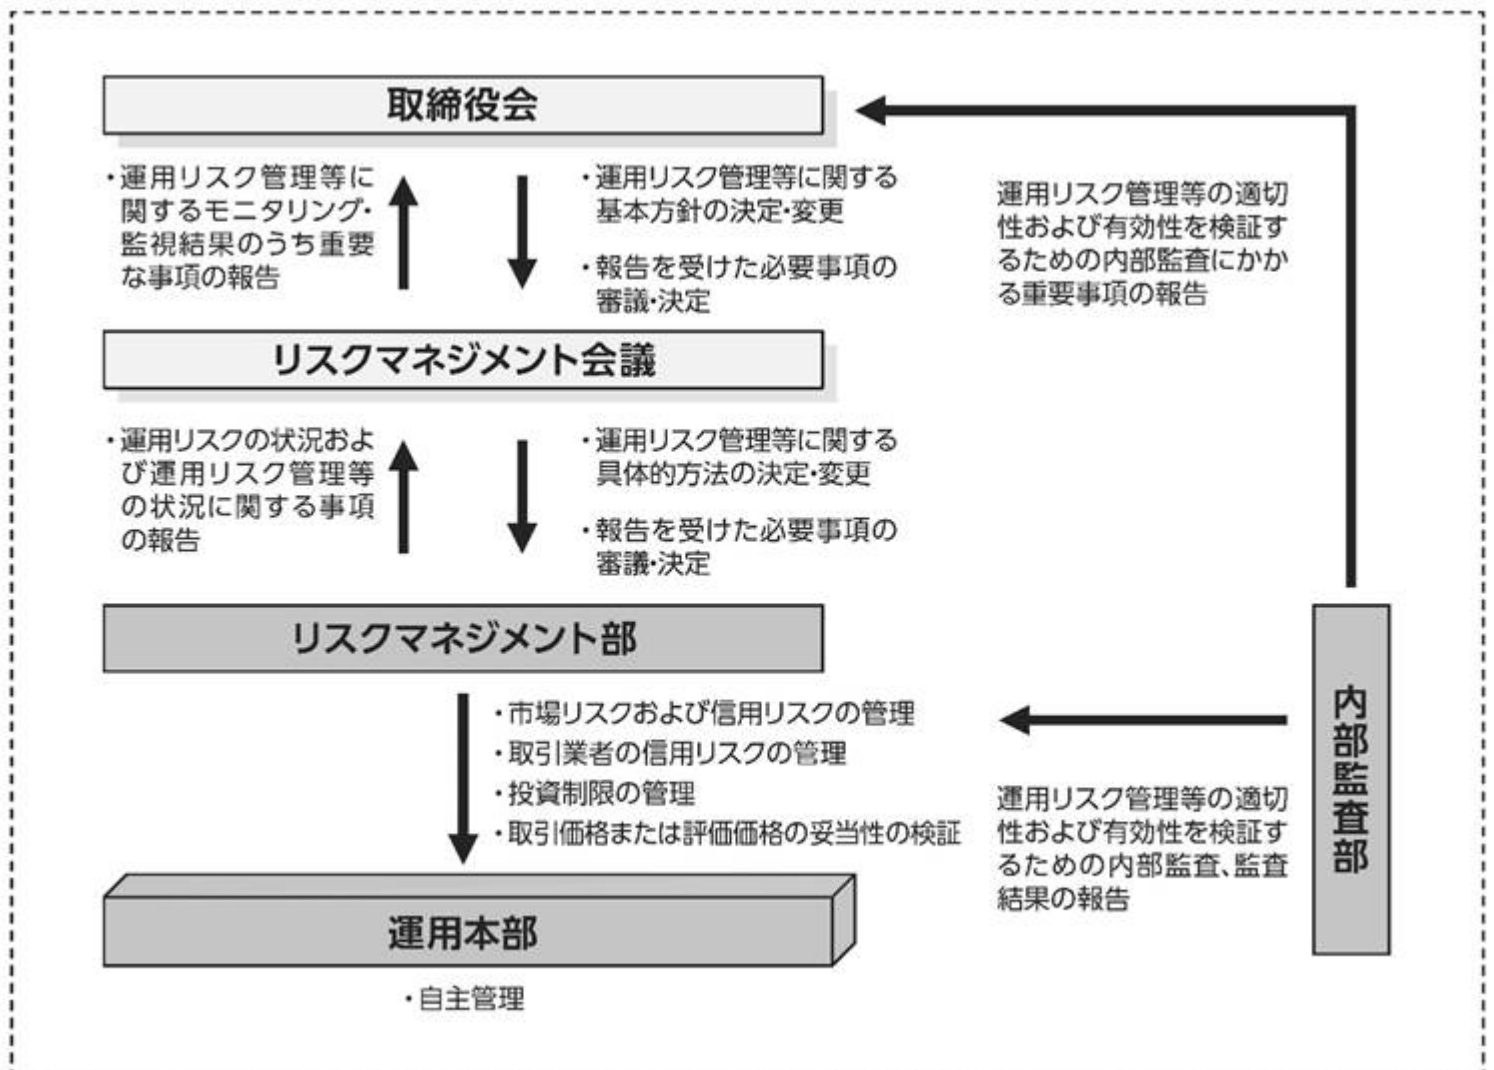 取締役会
・運用リスク管理等に
関するモニタリング・
監視結果のうち重要
な事項の報告
・運用リスク管理等に関する
基本方針の決定・変更
・報告を受けた必要事項の
審議・決定
運用リスク管理等の適切
性および有効性を検証す
るための内部監査にかか
る重要事項の報告
リスクマネジメント会議
・運用リスクの状況およ
び運用リスク管理等
の状況に関する事項
の報告
・運用リスク管理等に関する
具体的方法の決定・変更
・報告を受けた必要事項の
審議・決定
リスクマネジメント部
・市場リスクおよび信用リスクの管理
・取引業者の信用リスクの管理
・投資制限の管理
・取引価格または評価価格の妥当性の検証
運用リスク管理等の適切
性および有効性を検証す
るための内部監査、監査
結果の報告
内部監査部
運用本部
・自主管理